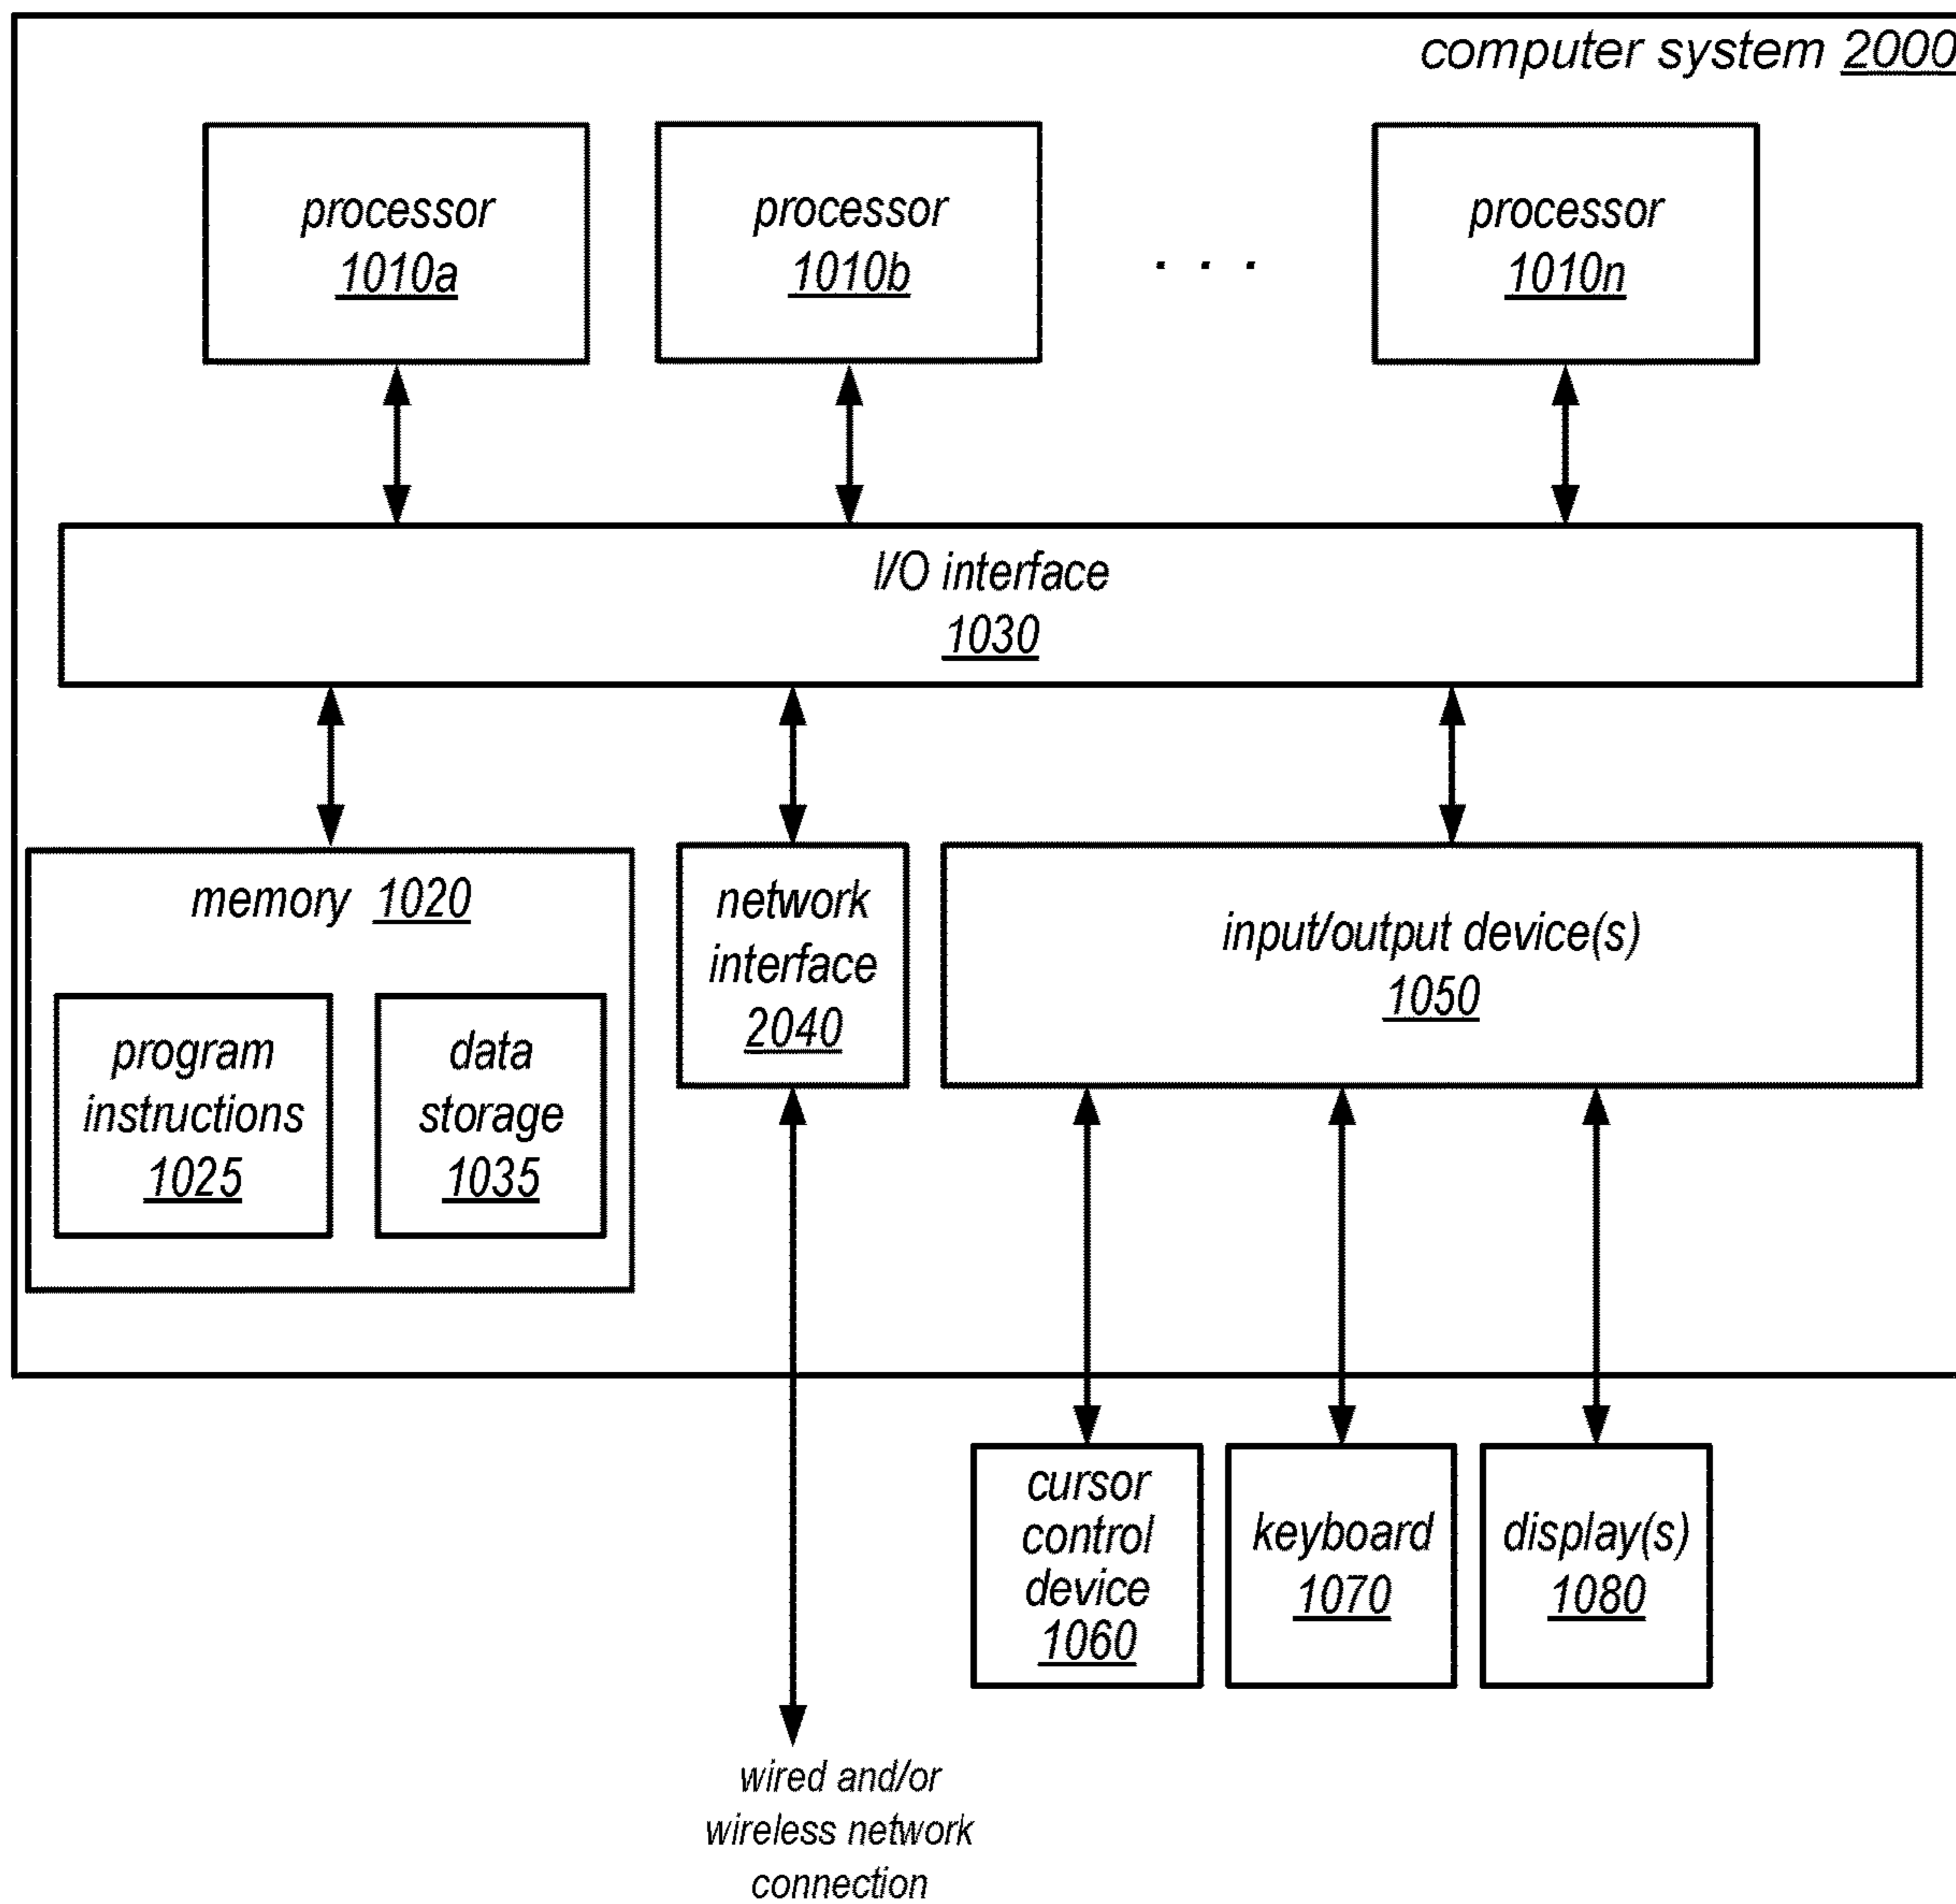 computer system 2000
processor
1010a
processor
1010b
. . .
processor
1010n
I/O interface
1030
memory 1020
program
instructions
1025
data
storage
1035
network
interface
2040
input/output device(s)
1050
cursor
control
device
1060
keyboard
1070
display(s)
1080
wired and/or
wireless network
connection